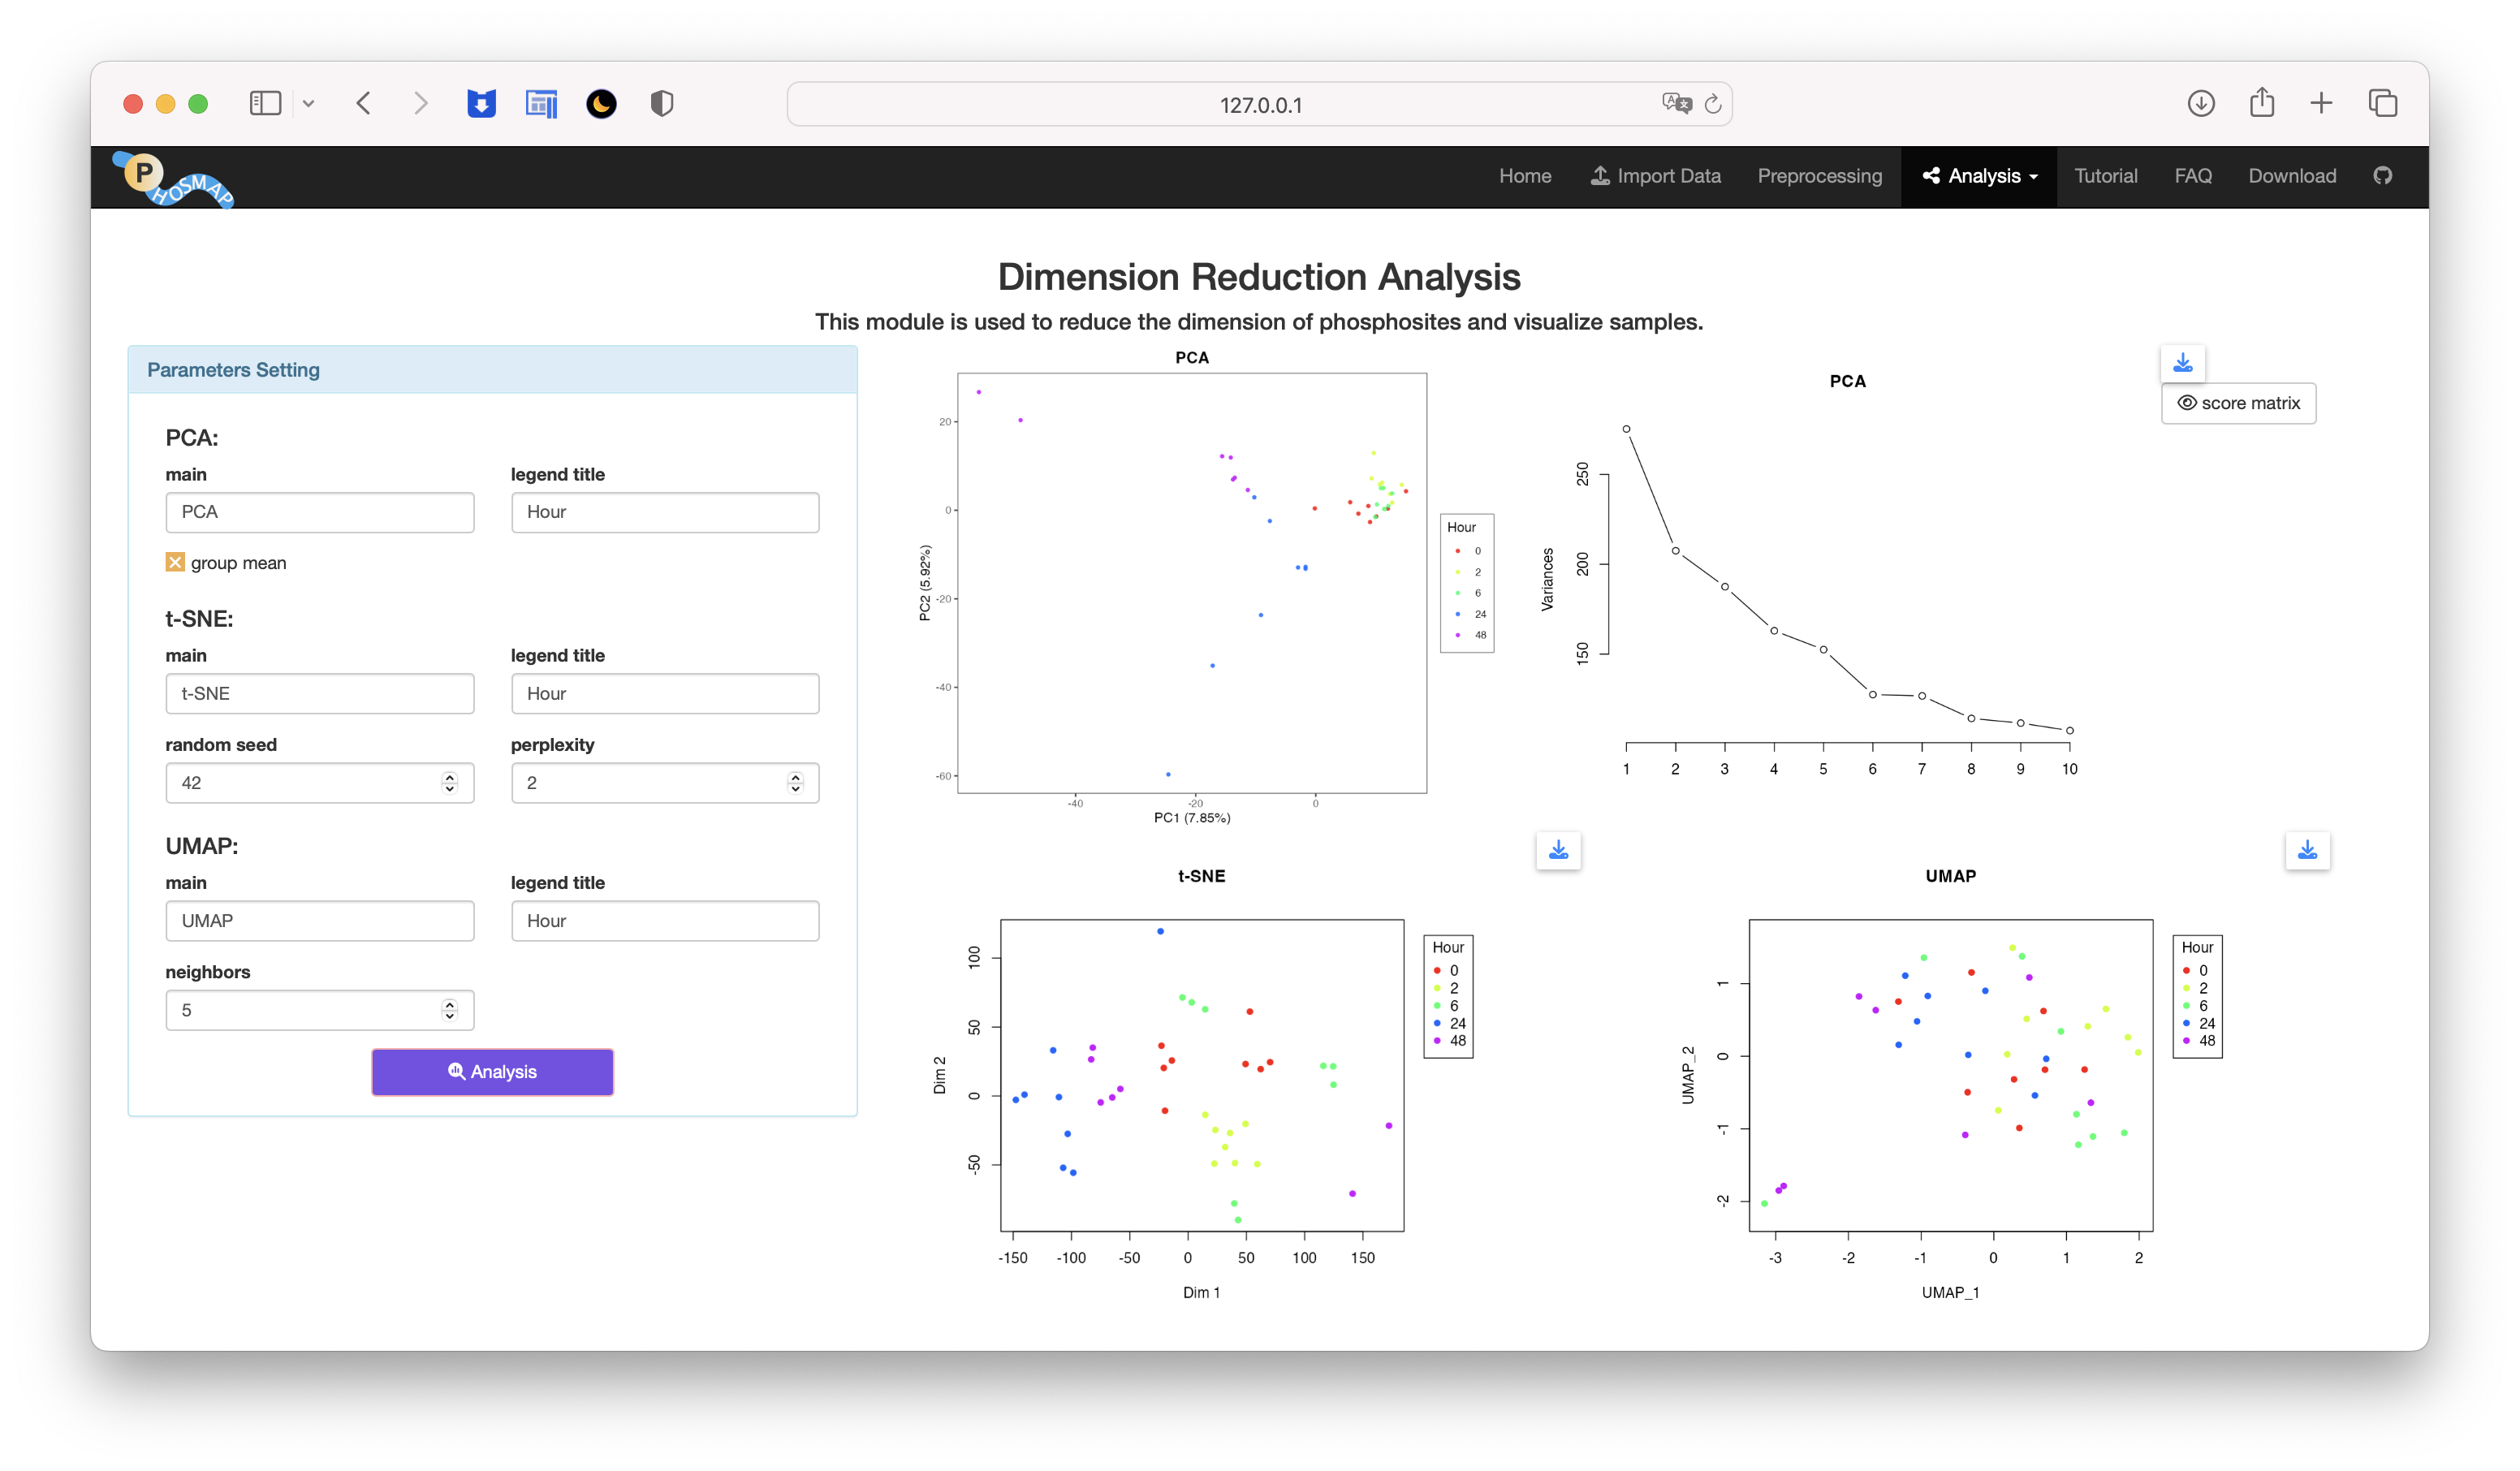 127.0.0.1
PHOSMAP
Home
Import Data
Preprocessing
Analysis
Tutorial
FAQ
Download
Dimension Reduction Analysis
This module is used to reduce the dimension of phosphosites and visualize samples.
Parameters Setting
PCA:
main
legend title
PCA
Hour
group mean
t-SNE:
main
legend title
t-SNE
Hour
random seed
perplexity
42
2
UMAP:
main
legend title
UMAP
Hour
neighbors
5
Analysis
PCA
20
0
-20
-40
-60
PC2 (5.92%)
-40 -20 0
PC1 (7.85%)
Hour
0
2
6
24
48
PCA
250
200
150
Variances
1 2 3 4 5 6 7 8 9 10
score matrix
t-SNE
100
50
0
-50
Dim 2
-150 -100 -50 0 50 100 150
Dim 1
Hour
0
2
6
24
48
UMAP
1
0
-1
-2
UMAP_2
-3 -2 -1 0 1 2
UMAP_1
Hour
0
2
6
24
48